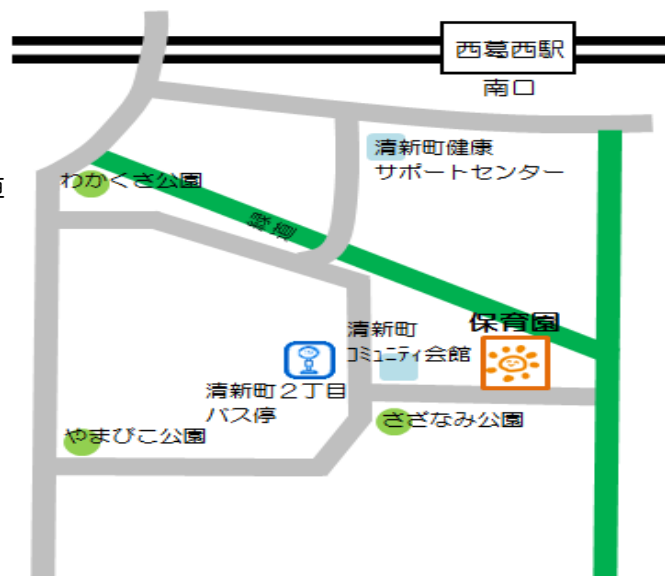 西葛西駅
南口
清新町健康
サポートセンター
わかくさ公園
緑道
清新町
コミュニティ会館
保育園
清新町２丁目
バス停
さざなみ公園
やまびこ公園